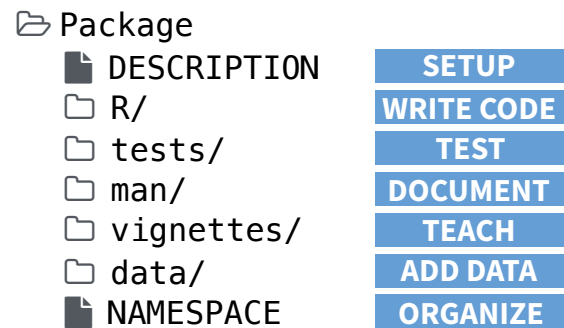 Package
DESCRIPTION SETUP
R/ WRITE CODE
tests/ TEST
man/ DOCUMENT
vignettes/ TEACH
data/ ADD DATA
NAMESPACE ORGANIZE